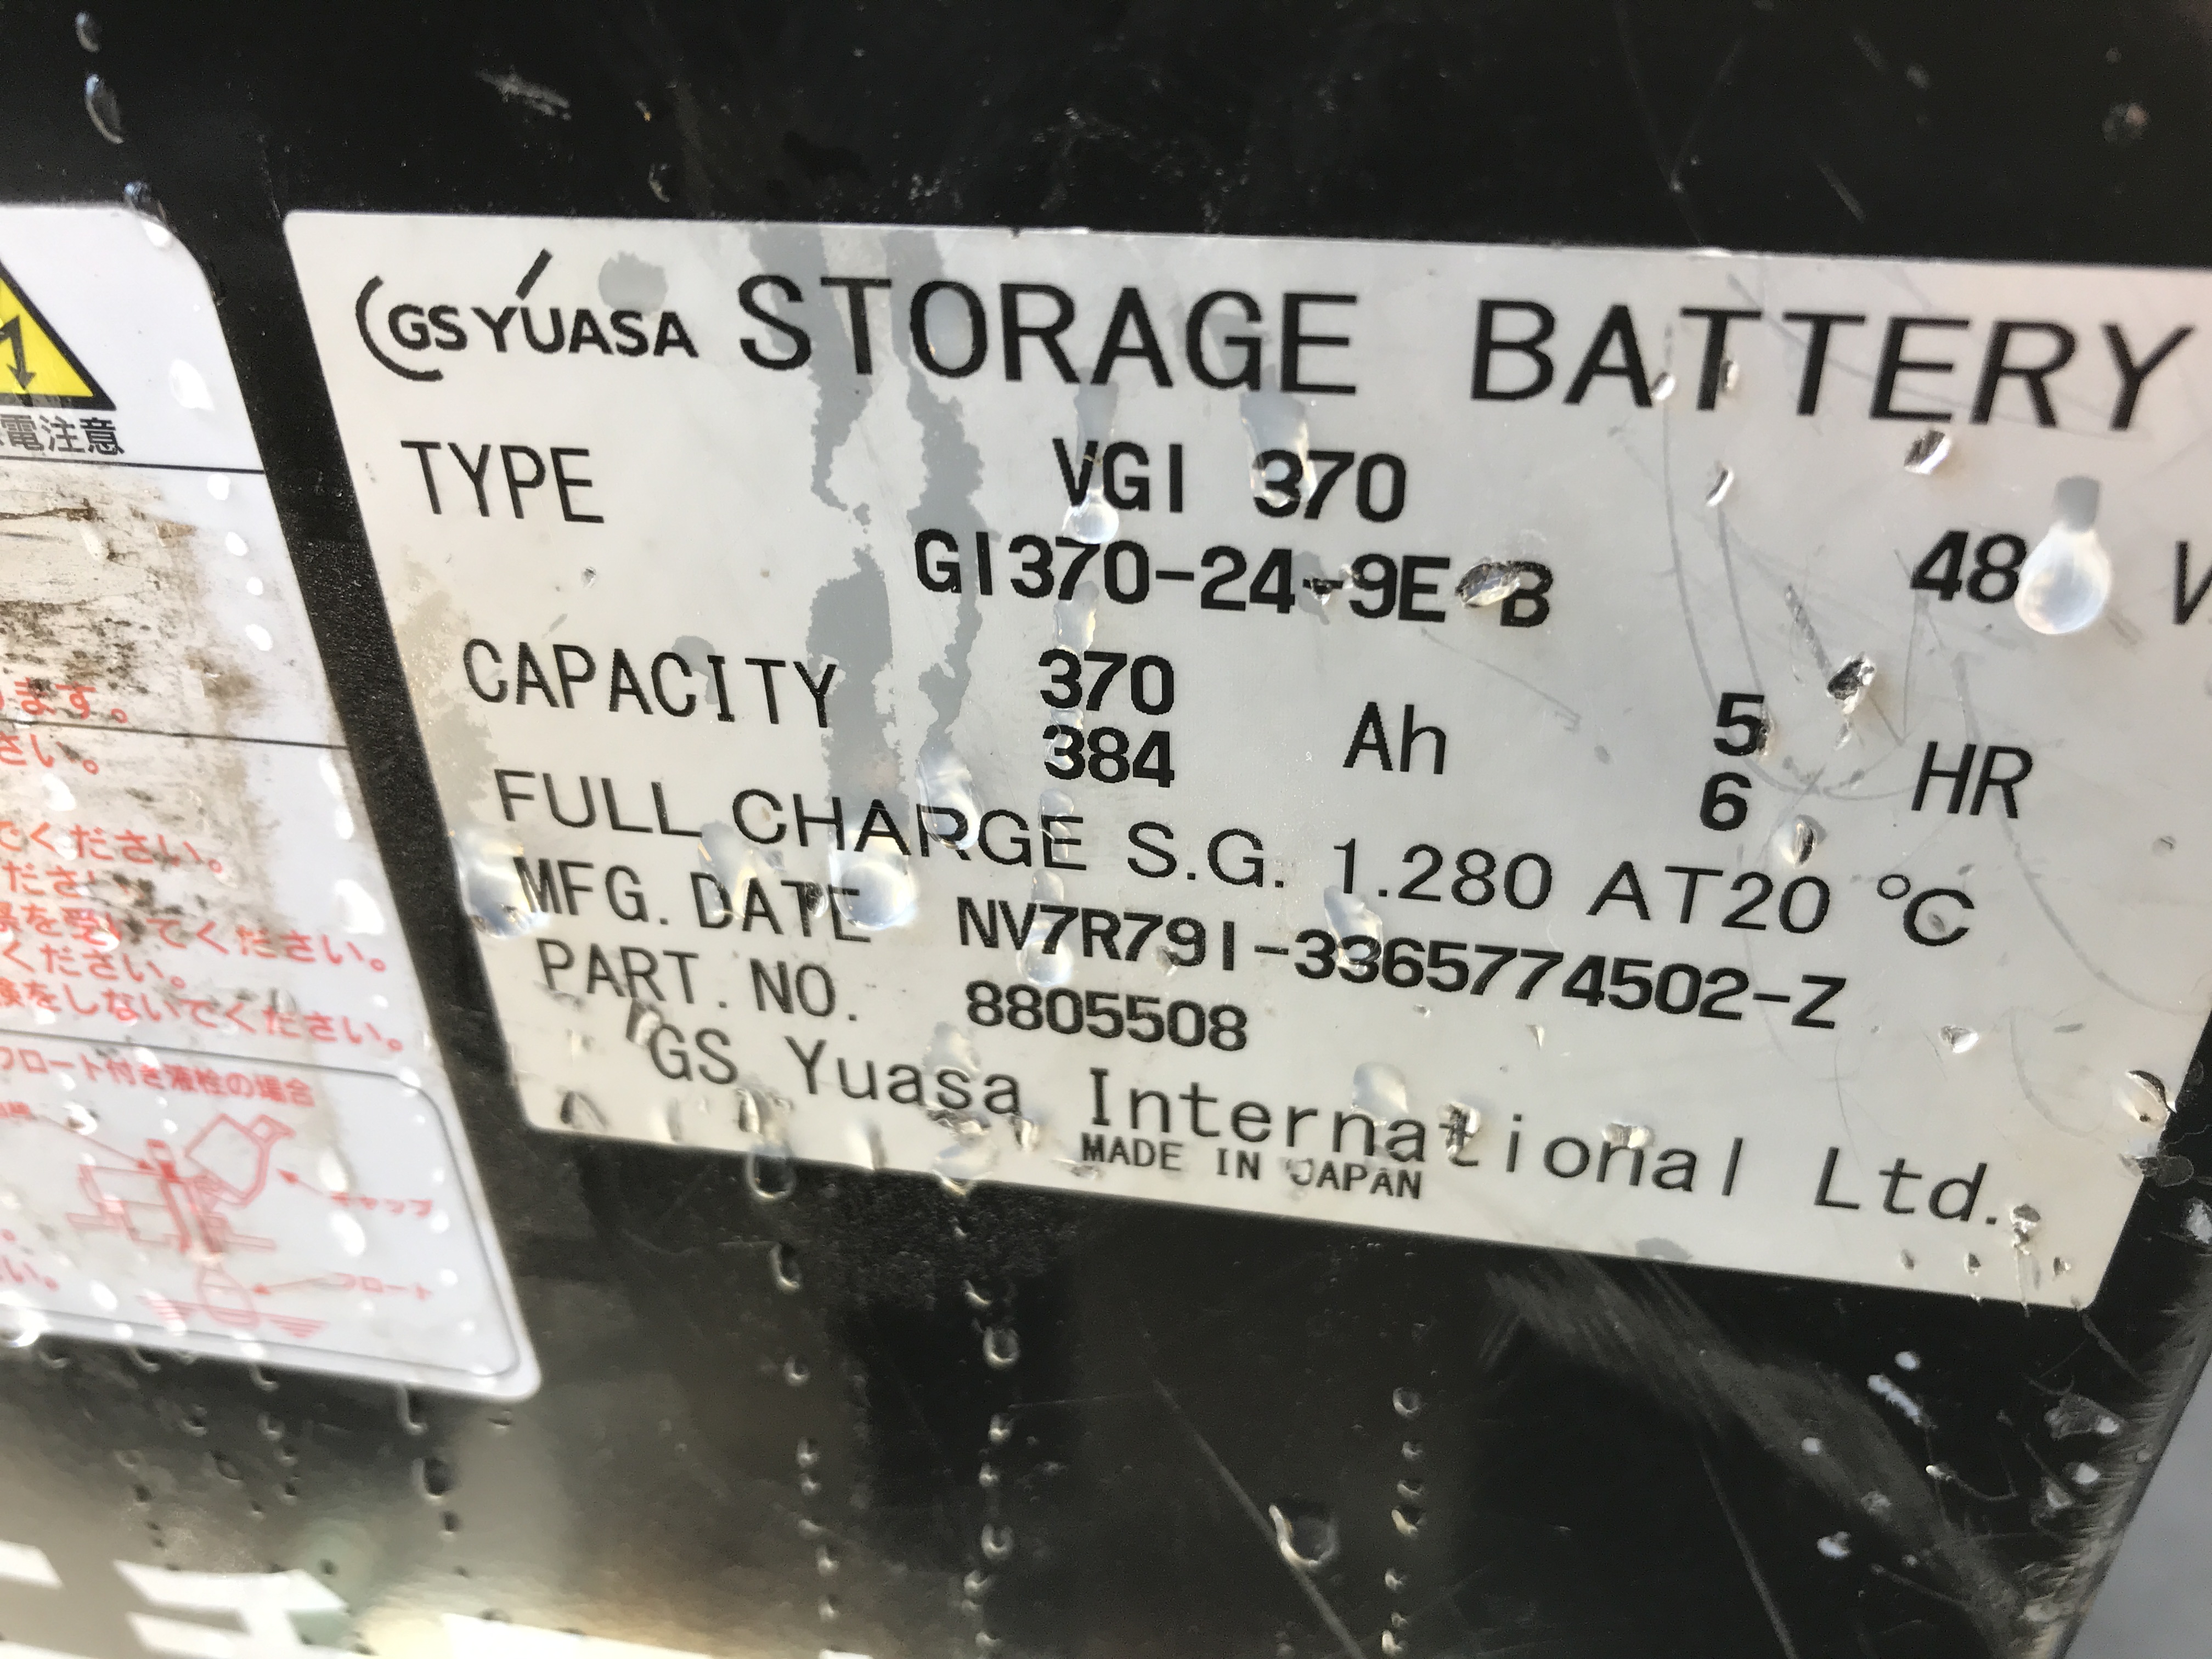 電注意
ます。
さい。
てください。
ださい。
を受けてください。
ください。
をしないでください。
フロート付き液栓の場合
キャップ
フロート
い。
GS YUASA STORAGE BATTERY
TYPE VGI 370
GI370-24-9E-B 48 V
CAPACITY 370 Ah 5 HR
384 6
FULL CHARGE S.G. 1.280 AT20 ℃
MFG. DATE NV7R79I-3365774502-Z
PART. NO. 8805508
GS Yuasa International Ltd.
MADE IN JAPAN